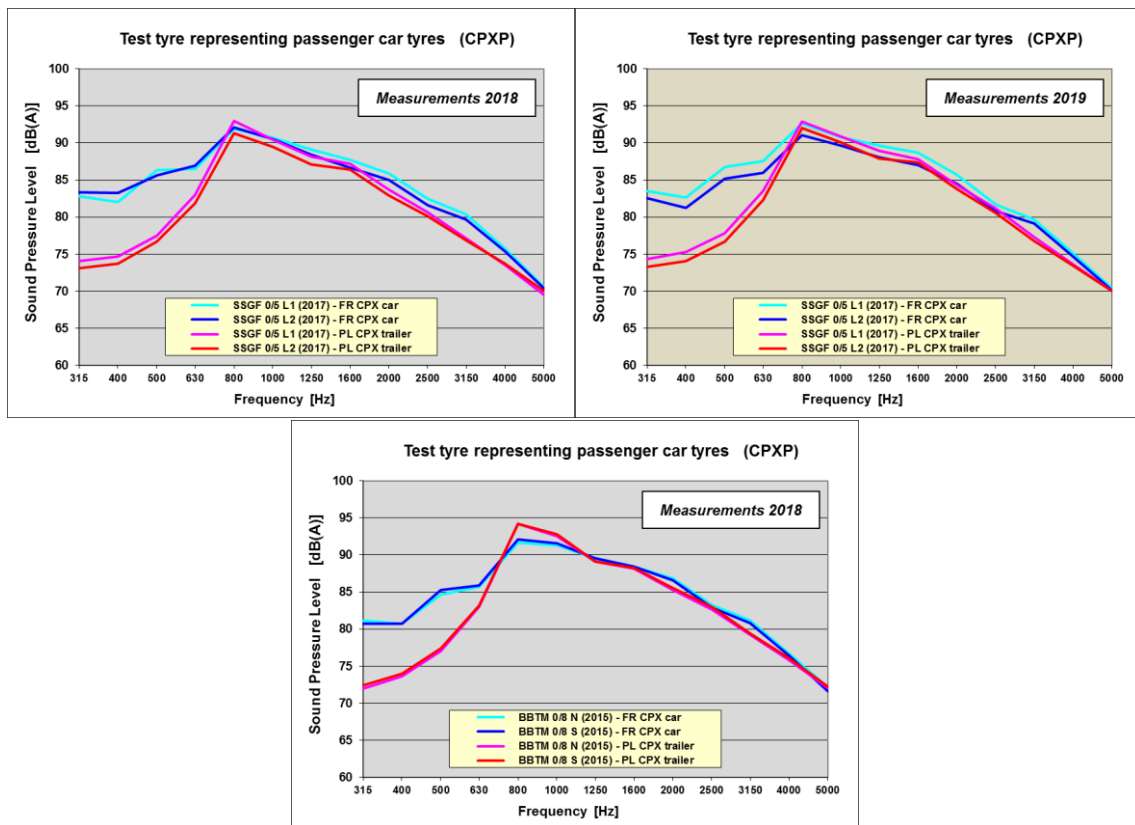 Test tyre representing passenger car tyres (CPXP)
Measurements 2018
Sound Pressure Level [dB(A)]
100
95
90
85
80
75
70
65
60
SSGF 0/5 L1 (2017) - FR CPX car
SSGF 0/5 L2 (2017) - FR CPX car
SSGF 0/5 L1 (2017) - PL CPX trailer
SSGF 0/5 L2 (2017) - PL CPX trailer
315 400 500 630 800 1000 1250 1600 2000 2500 3150 4000 5000
Frequency [Hz]
Test tyre representing passenger car tyres (CPXP)
Measurements 2019
Sound Pressure Level [dB(A)]
100
95
90
85
80
75
70
65
60
SSGF 0/5 L1 (2017) - FR CPX car
SSGF 0/5 L2 (2017) - FR CPX car
SSGF 0/5 L1 (2017) - PL CPX trailer
SSGF 0/5 L2 (2017) - PL CPX trailer
315 400 500 630 800 1000 1250 1600 2000 2500 3150 4000 5000
Frequency [Hz]
Test tyre representing passenger car tyres (CPXP)
Measurements 2018
Sound Pressure Level [dB(A)]
100
95
90
85
80
75
70
65
60
BBTM 0/8 N (2015) - FR CPX car
BBTM 0/8 S (2015) - FR CPX car
BBTM 0/8 N (2015) - PL CPX trailer
BBTM 0/8 S (2015) - PL CPX trailer
315 400 500 630 800 1000 1250 1600 2000 2500 3150 4000 5000
Frequency [Hz]